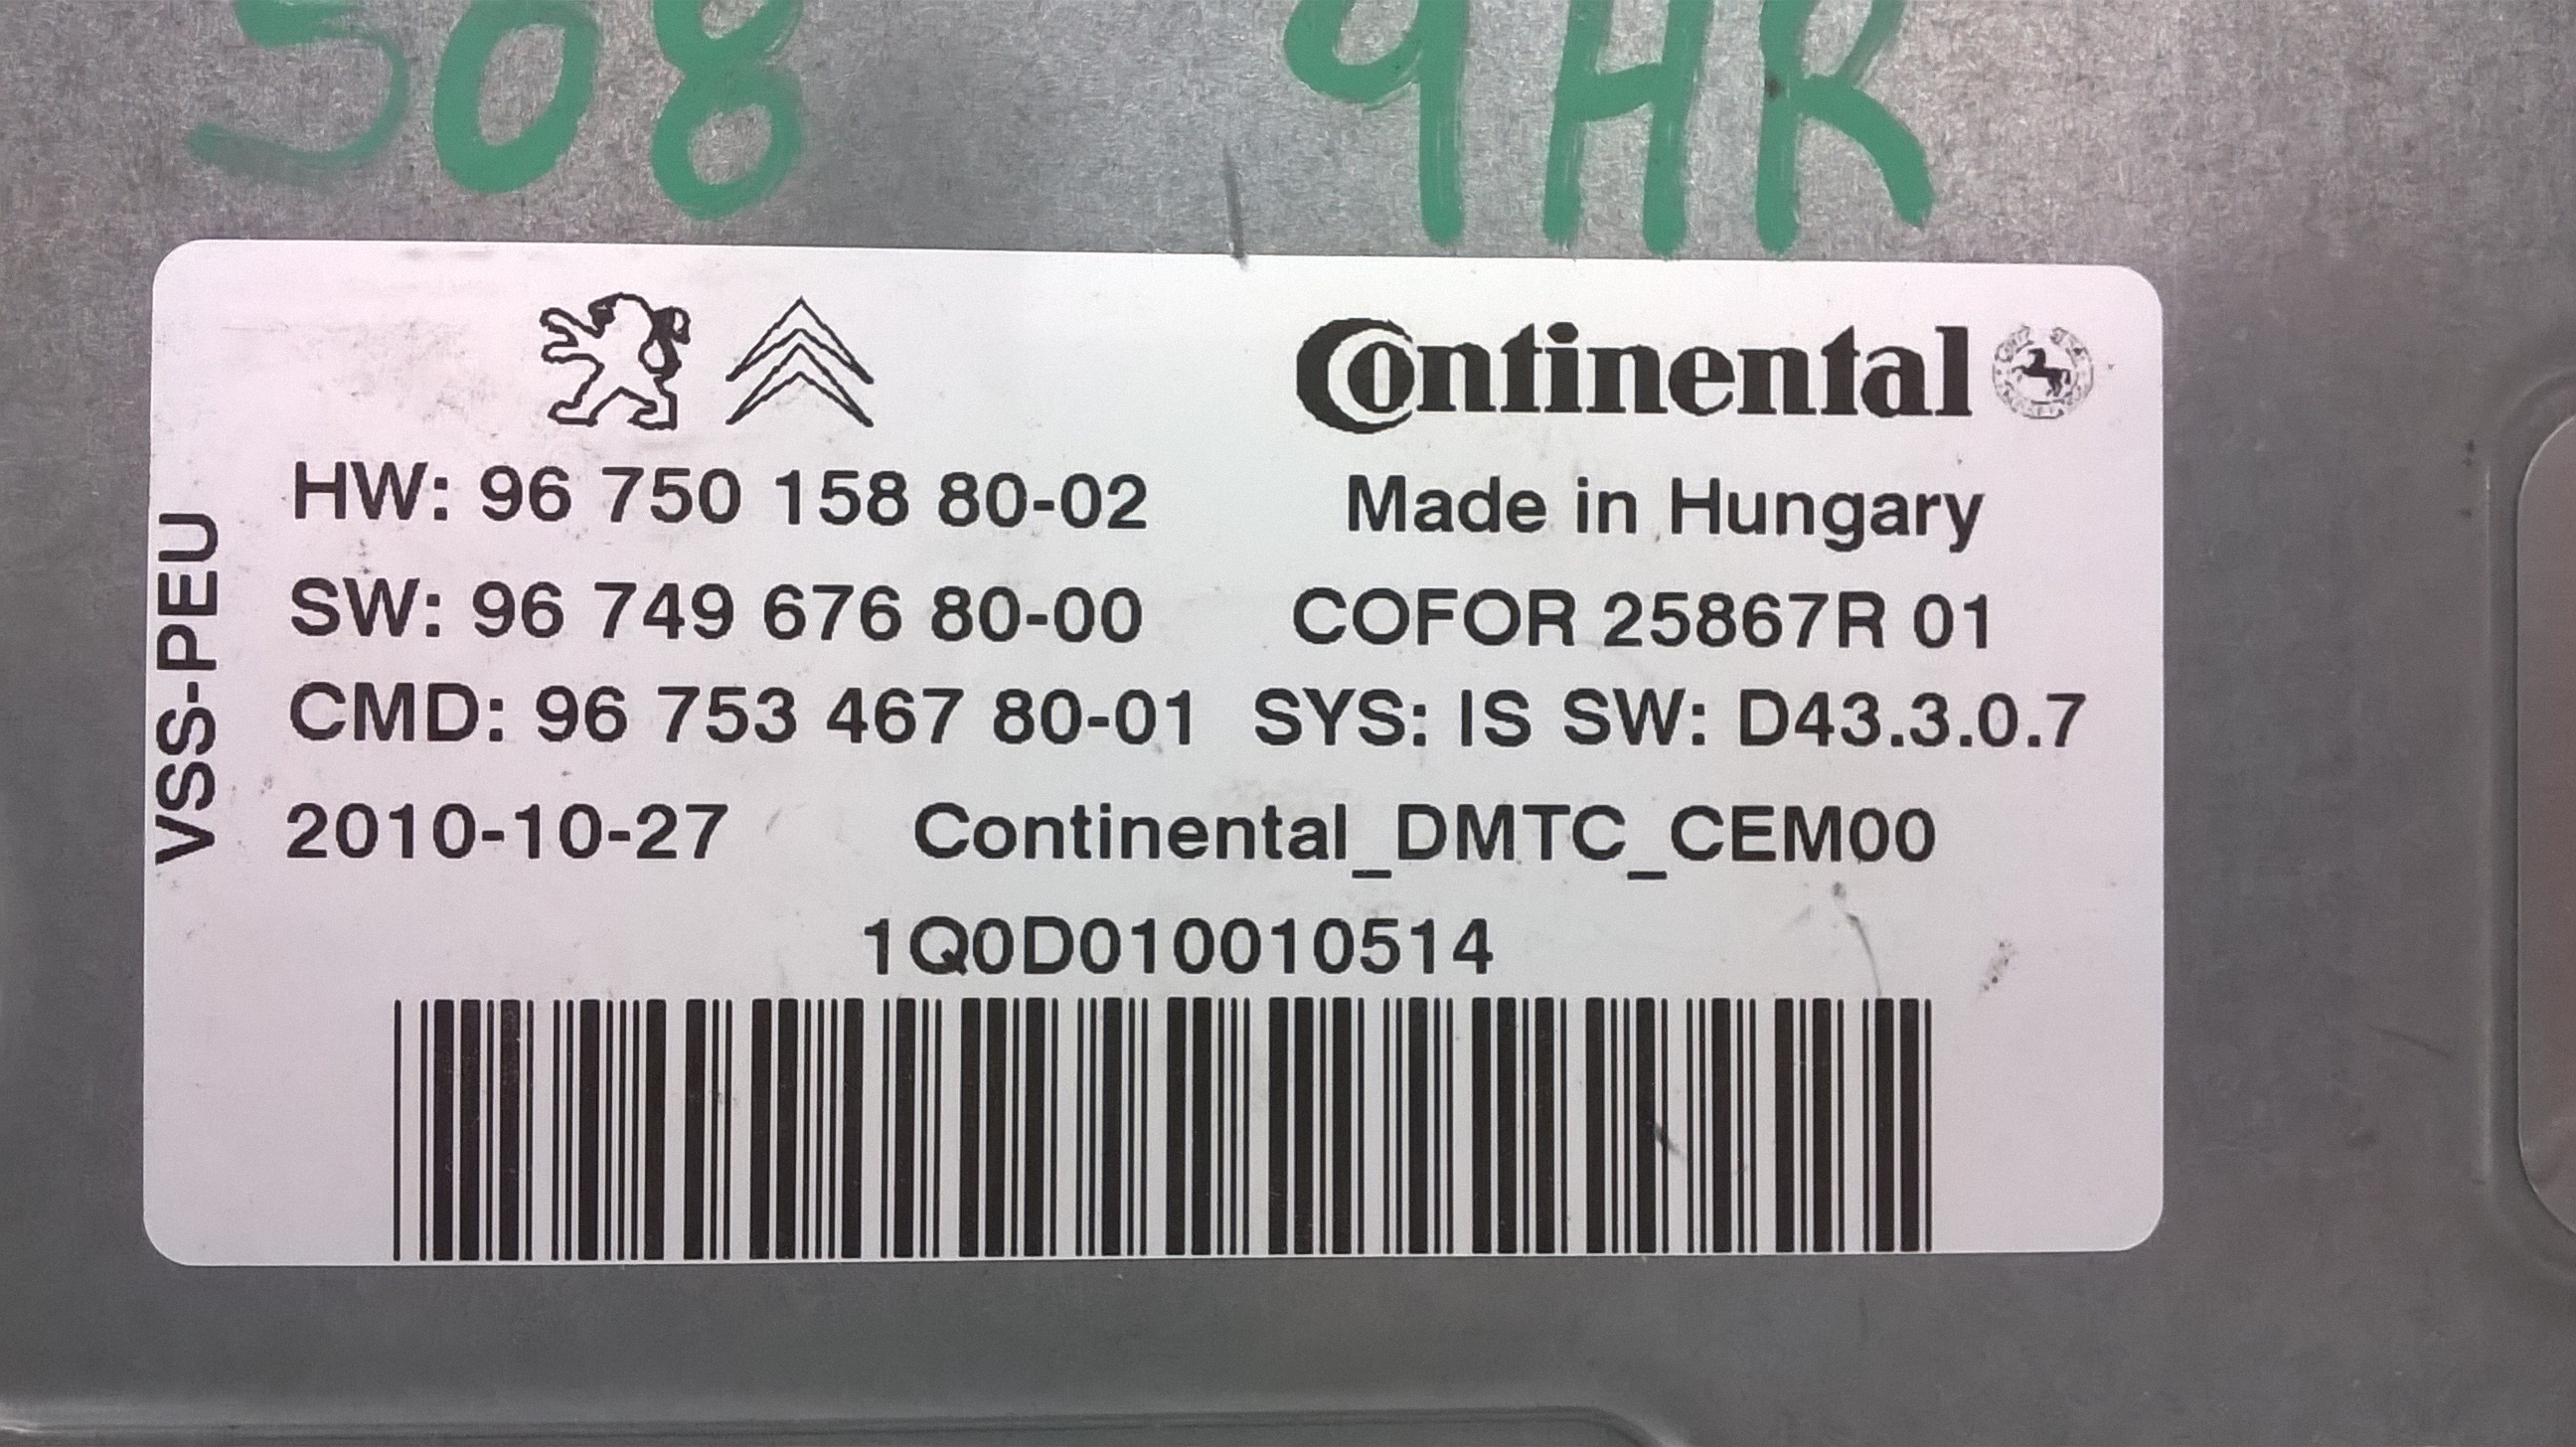 508 9HR
Continental
HW: 96 750 158 80-02 Made in Hungary
SW: 96 749 676 80-00 COFOR 25867R 01
CMD: 96 753 467 80-01 SYS: IS SW: D43.3.0.7
2010-10-27 Continental_DMTC_CEM00
1Q0D010010514
VSS-PEU